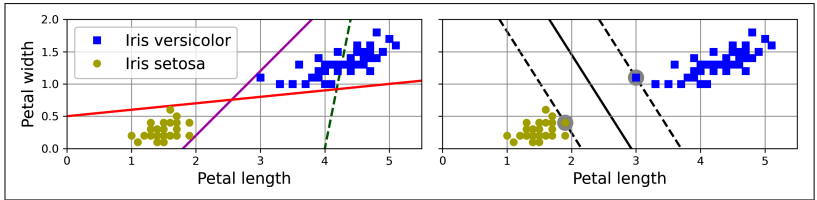 2.0
1.5
1.0
0.5
0.0
Petal width
Iris versicolor
Iris setosa
0 1 2 3 4 5
Petal length
0 1 2 3 4 5
Petal length